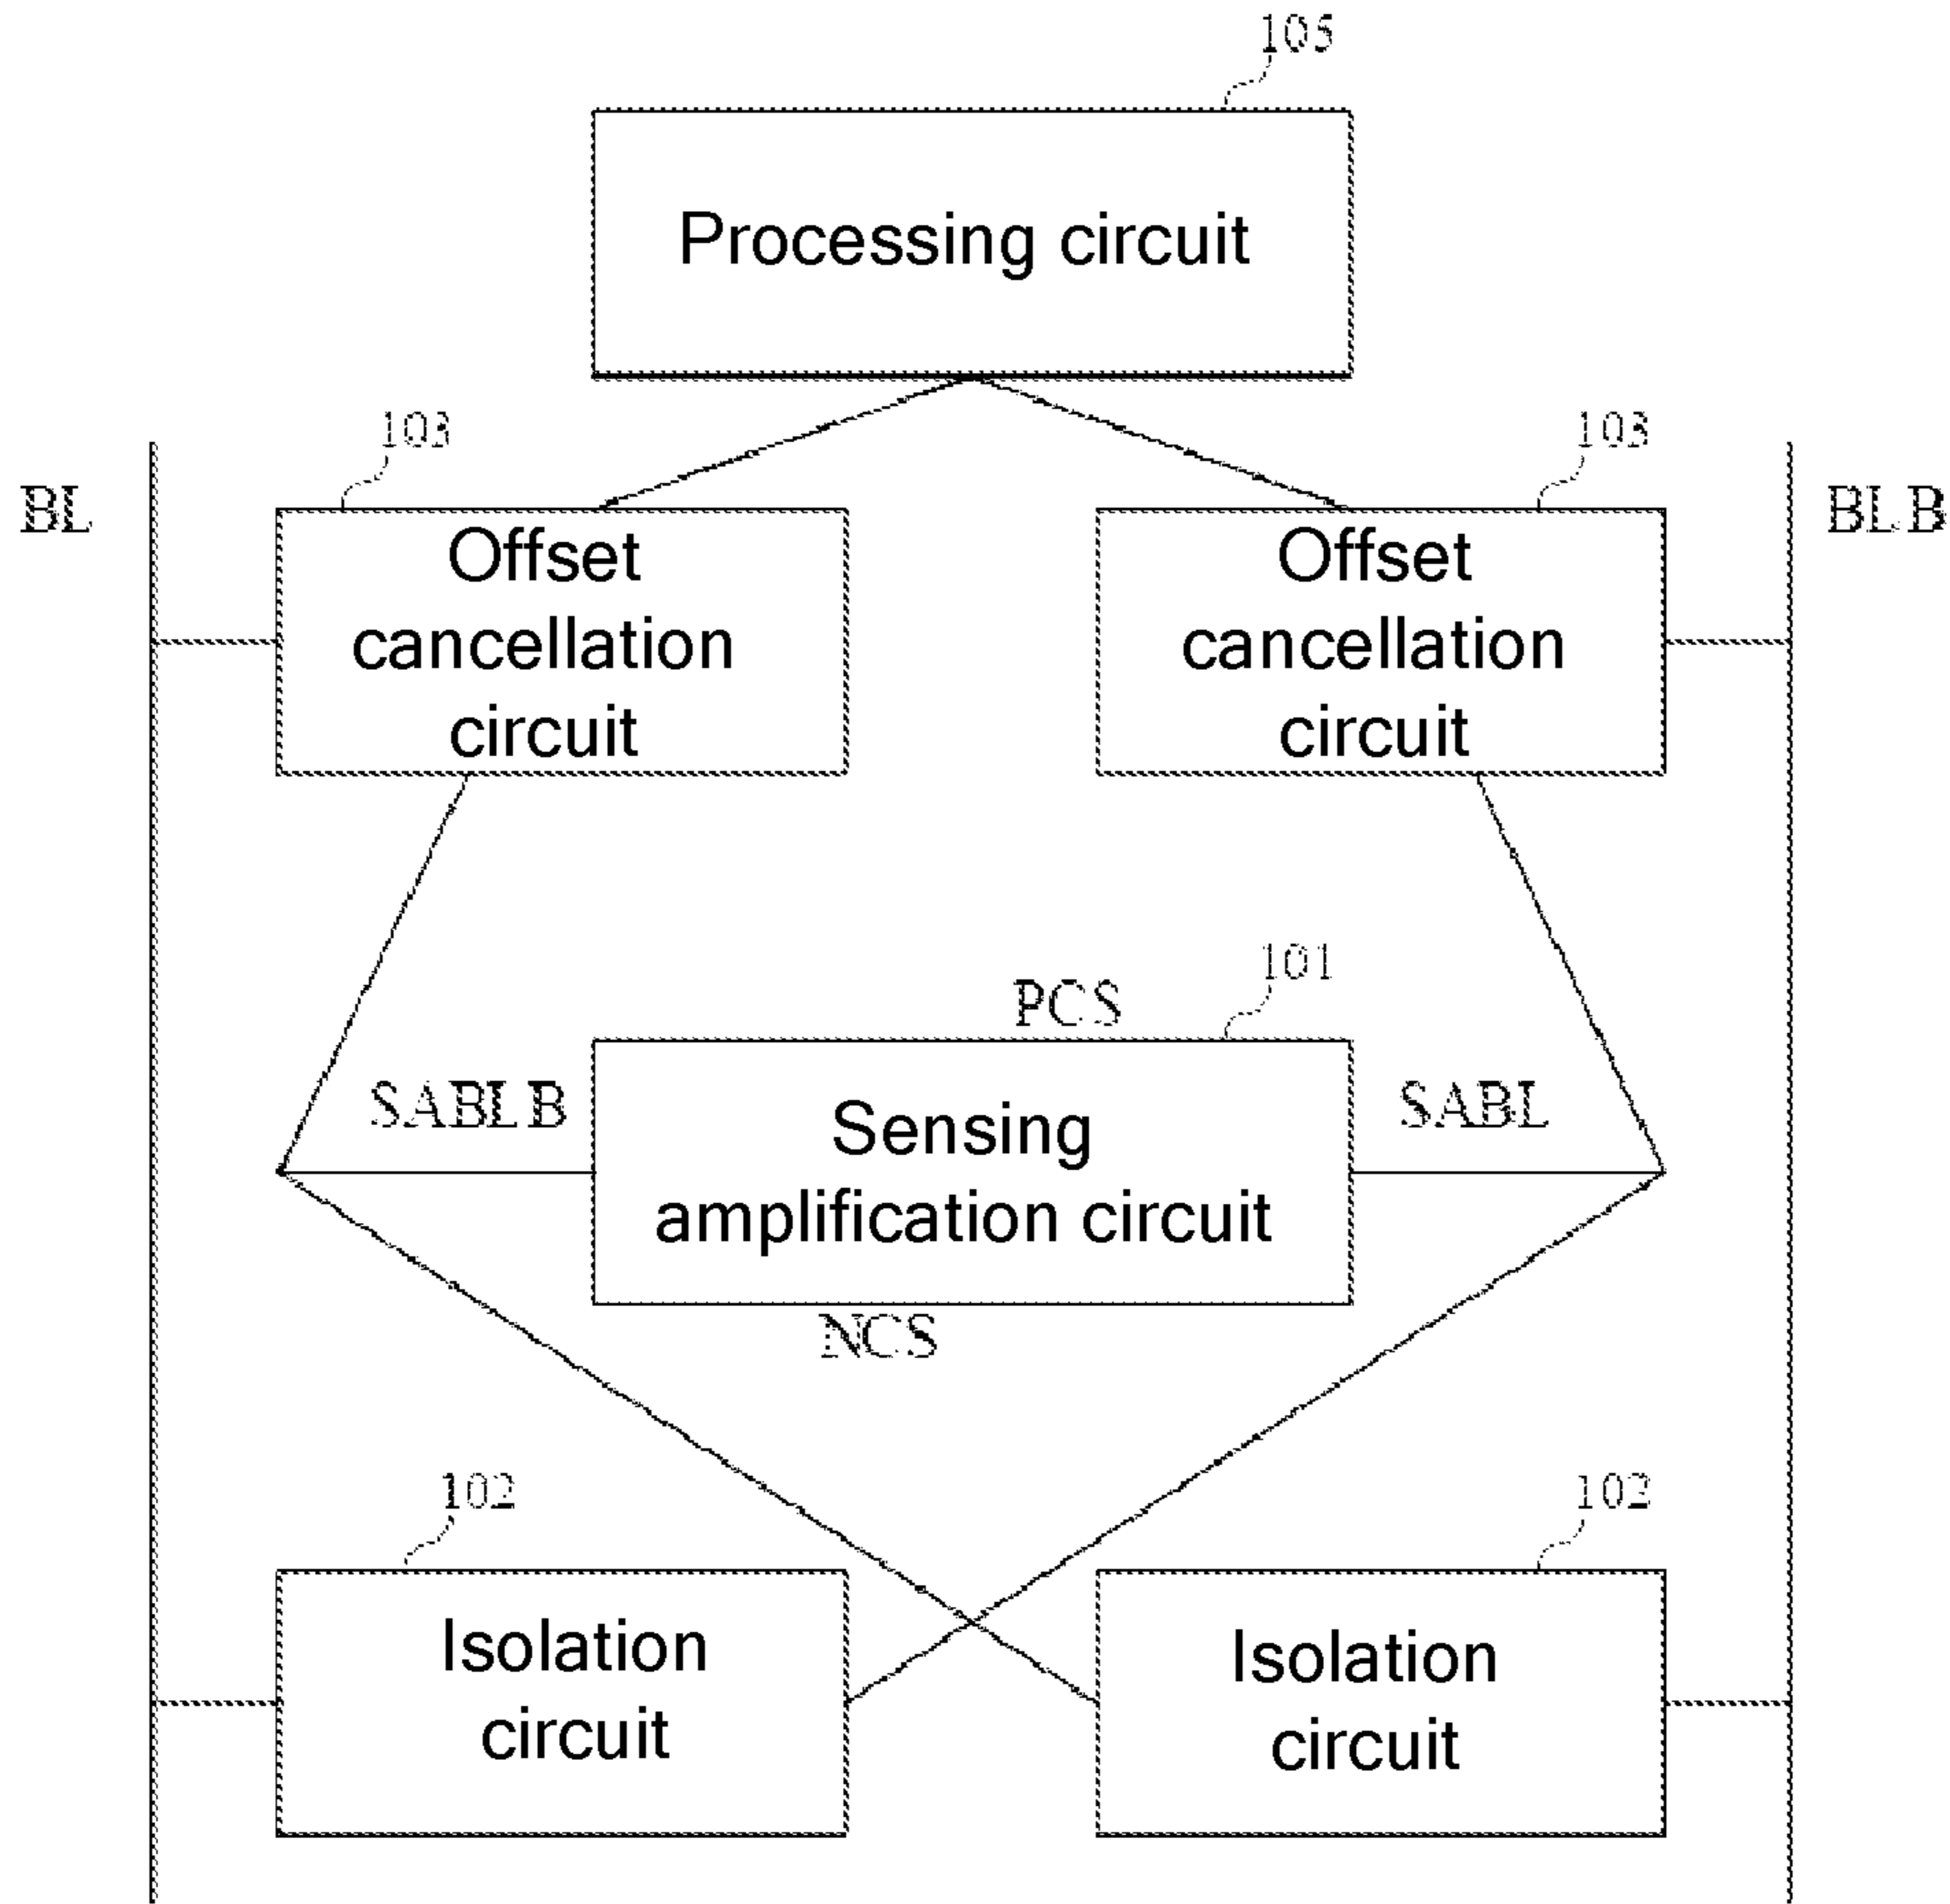 105
Processing circuit
103
103
BL
BLB
Offset
cancellation
circuit
Offset
cancellation
circuit
101
PCS
SABLB
SABL
Sensing
amplification circuit
NCS
102
102
Isolation
circuit
Isolation
circuit